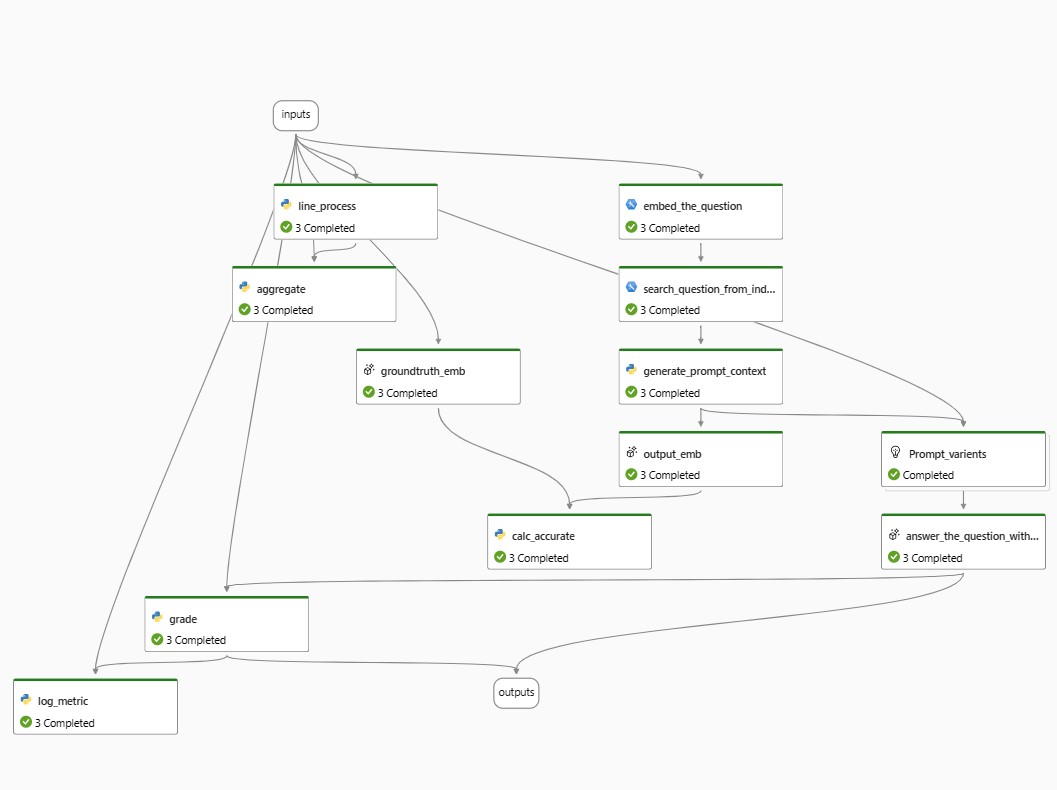 inputs
line_process
3 Completed
embed_the_question
3 Completed
aggregate
3 Completed
search_question_from_ind...
3 Completed
groundtruth_emb
3 Completed
generate_prompt_context
3 Completed
output_emb
3 Completed
Prompt_varients
Completed
calc_accurate
3 Completed
answer_the_question_with...
3 Completed
grade
3 Completed
log_metric
3 Completed
outputs